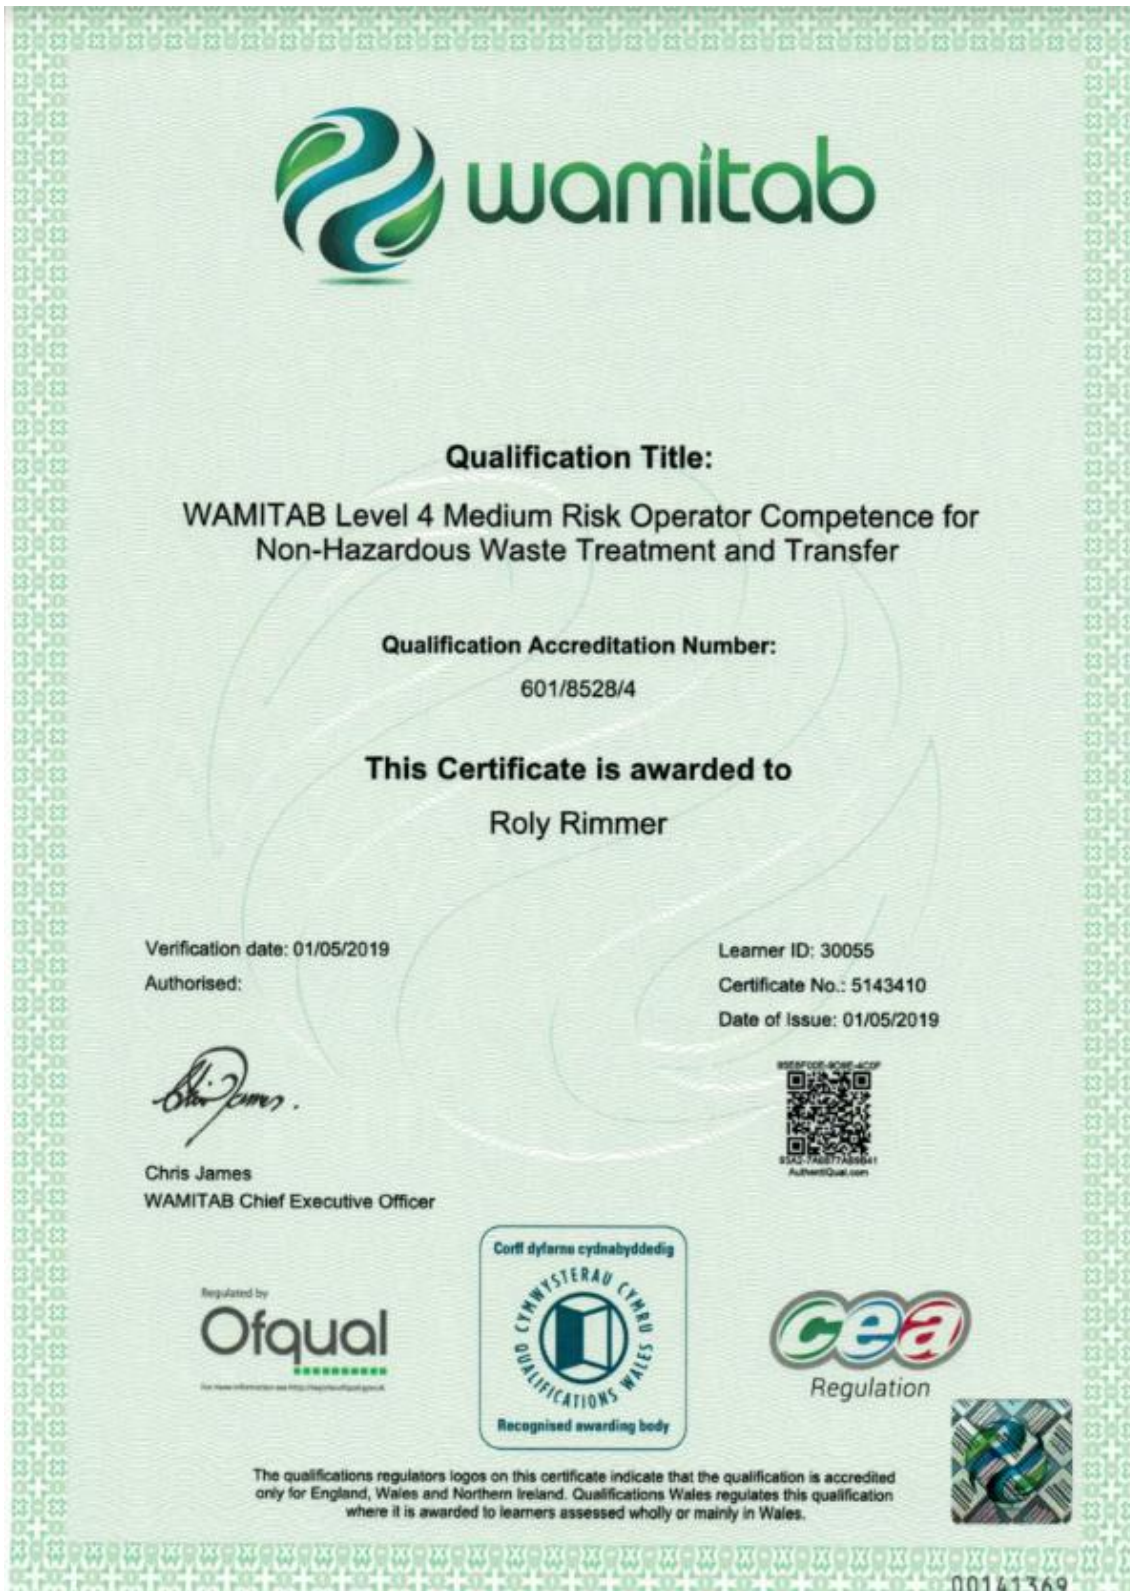 wamitab
Qualification Title:
WAMITAB Level 4 Medium Risk Operator Competence for
Non-Hazardous Waste Treatment and Transfer
Qualification Accreditation Number:
601/8528/4
This Certificate is awarded to
Roly Rimmer
Verification date: 01/05/2019
Authorised:
Learner ID: 30055
Certificate No.: 5143410
Date of Issue: 01/05/2019
Chris James
WAMITAB Chief Executive Officer
AuthentiQual.com
Regulated by
Ofqual
Corff dyfarnu cydnabyddedig
CYMWYSTERAU CYMRU
QUALIFICATIONS WALES
Recognised awarding body
cea
Regulation
The qualifications regulators logos on this certificate indicate that the qualification is accredited
only for England, Wales and Northern Ireland. Qualifications Wales regulates this qualification
where it is awarded to learners assessed wholly or mainly in Wales.
00141369